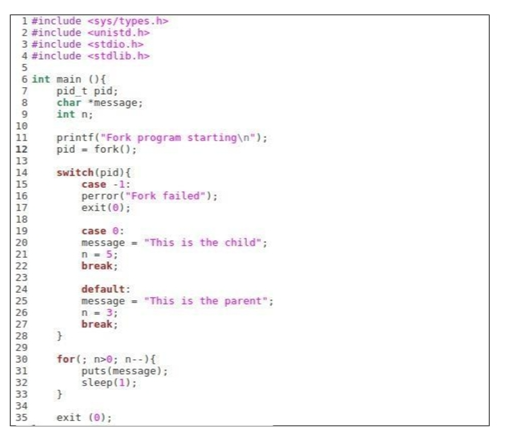 1 #include <sys/types.h>
2 #include <unistd.h>
3 #include <stdio.h>
4 #include <stdlib.h>
5
6 int main (){
7     pid_t pid;
8     char *message;
9     int n;
10
11     printf("Fork program starting\n");
12     pid = fork();
13
14     switch(pid){
15         case -1:
16         perror("Fork failed");
17         exit(0);
18
19         case 0:
20         message = "This is the child";
21         n = 5;
22         break;
23
24         default:
25         message = "This is the parent";
26         n = 3;
27         break;
28     }
29
30     for(; n>0; n--){
31         puts(message);
32         sleep(1);
33     }
34
35     exit (0);